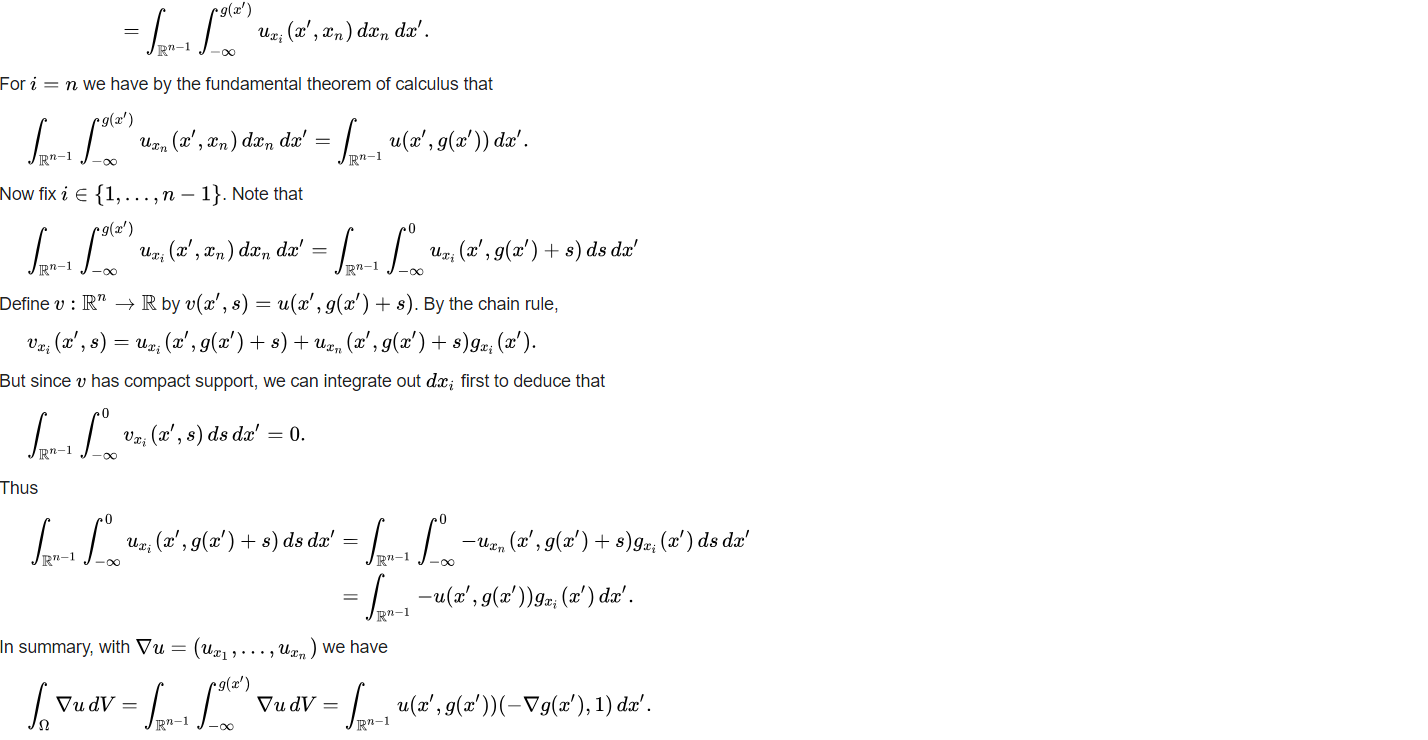 $= \int_{\mathbb{R}^{n-1}} \int_{-\infty}^{g(x')} u_{x_i}(x', x_n)\, dx_n\, dx'.$
For $i = n$ we have by the fundamental theorem of calculus that
$\int_{\mathbb{R}^{n-1}} \int_{-\infty}^{g(x')} u_{x_n}(x', x_n)\, dx_n\, dx' = \int_{\mathbb{R}^{n-1}} u(x', g(x'))\, dx'.$
Now fix $i \in \{1, \ldots, n-1\}$. Note that
$\int_{\mathbb{R}^{n-1}} \int_{-\infty}^{g(x')} u_{x_i}(x', x_n)\, dx_n\, dx' = \int_{\mathbb{R}^{n-1}} \int_{-\infty}^{0} u_{x_i}(x', g(x') + s)\, ds\, dx'$
Define $v : \mathbb{R}^n \to \mathbb{R}$ by $v(x', s) = u(x', g(x') + s)$. By the chain rule,
$v_{x_i}(x', s) = u_{x_i}(x', g(x') + s) + u_{x_n}(x', g(x') + s) g_{x_i}(x').$
But since $v$ has compact support, we can integrate out $dx_i$ first to deduce that
$\int_{\mathbb{R}^{n-1}} \int_{-\infty}^{0} v_{x_i}(x', s)\, ds\, dx' = 0.$
Thus
$\int_{\mathbb{R}^{n-1}} \int_{-\infty}^{0} u_{x_i}(x', g(x') + s)\, ds\, dx' = \int_{\mathbb{R}^{n-1}} \int_{-\infty}^{0} -u_{x_n}(x', g(x') + s) g_{x_i}(x')\, ds\, dx'$
$= \int_{\mathbb{R}^{n-1}} -u(x', g(x')) g_{x_i}(x')\, dx'.$
In summary, with $\nabla u = (u_{x_1}, \ldots, u_{x_n})$ we have
$\int_{\Omega} \nabla u\, dV = \int_{\mathbb{R}^{n-1}} \int_{-\infty}^{g(x')} \nabla u\, dV = \int_{\mathbb{R}^{n-1}} u(x', g(x'))(-\nabla g(x'), 1)\, dx'.$